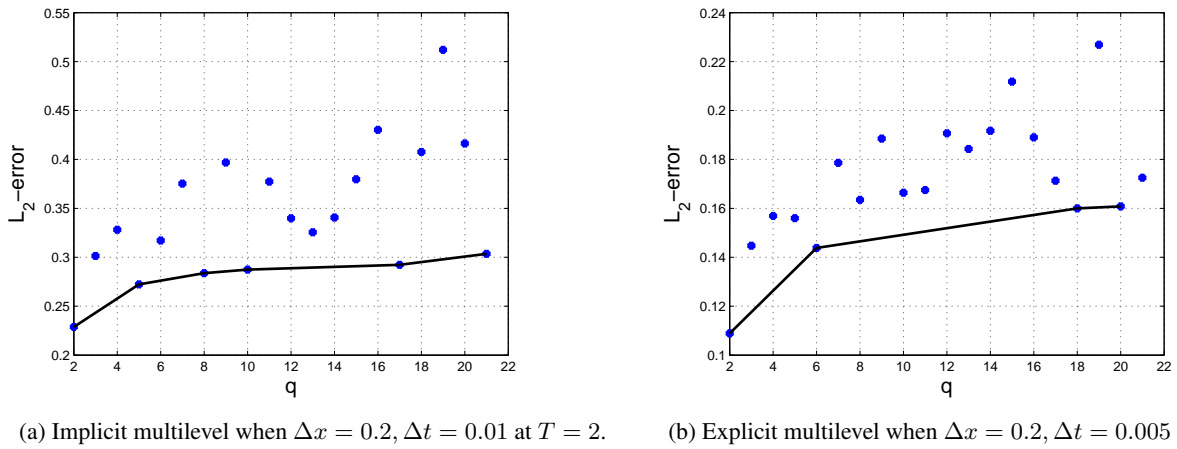 0.55
0.5
0.45
0.4
0.35
0.3
0.25
0.2
L2−error
2 4 6 8 10 12 14 16 18 20 22
q
(a) Implicit multilevel when Δx = 0.2, Δt = 0.01 at T = 2.
0.24
0.22
0.2
0.18
0.16
0.14
0.12
0.1
L2−error
2 4 6 8 10 12 14 16 18 20 22
q
(b) Explicit multilevel when Δx = 0.2, Δt = 0.005